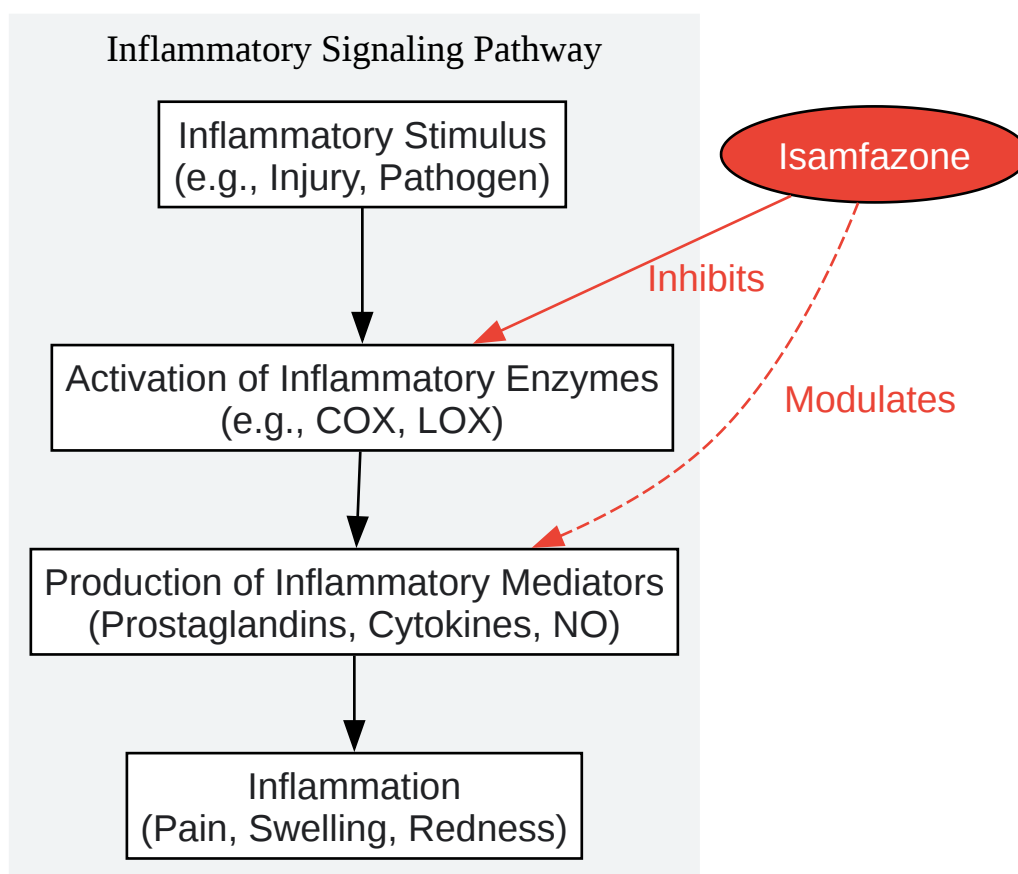 Inflammatory Signaling Pathway
Inflammatory Stimulus
(e.g., Injury, Pathogen)
Isamfazone
Inhibits
Activation of Inflammatory Enzymes
(e.g., COX, LOX)
Modulates
Production of Inflammatory Mediators
(Prostaglandins, Cytokines, NO)
Inflammation
(Pain, Swelling, Redness)